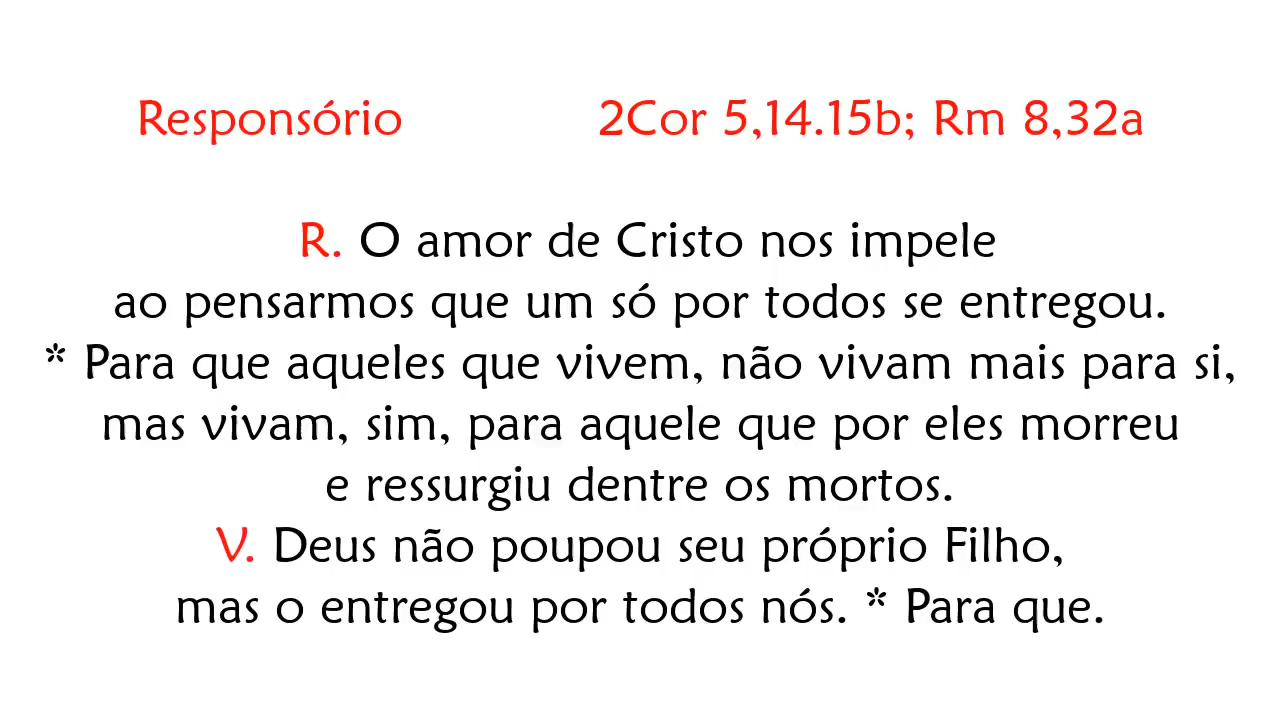 Responsório 2Cor 5,14.15b; Rm 8,32a
R. O amor de Cristo nos impele
ao pensarmos que um só por todos se entregou.
* Para que aqueles que vivem, não vivam mais para si,
mas vivam, sim, para aquele que por eles morreu
e ressurgiu dentre os mortos.
V. Deus não poupou seu próprio Filho,
mas o entregou por todos nós. * Para que.